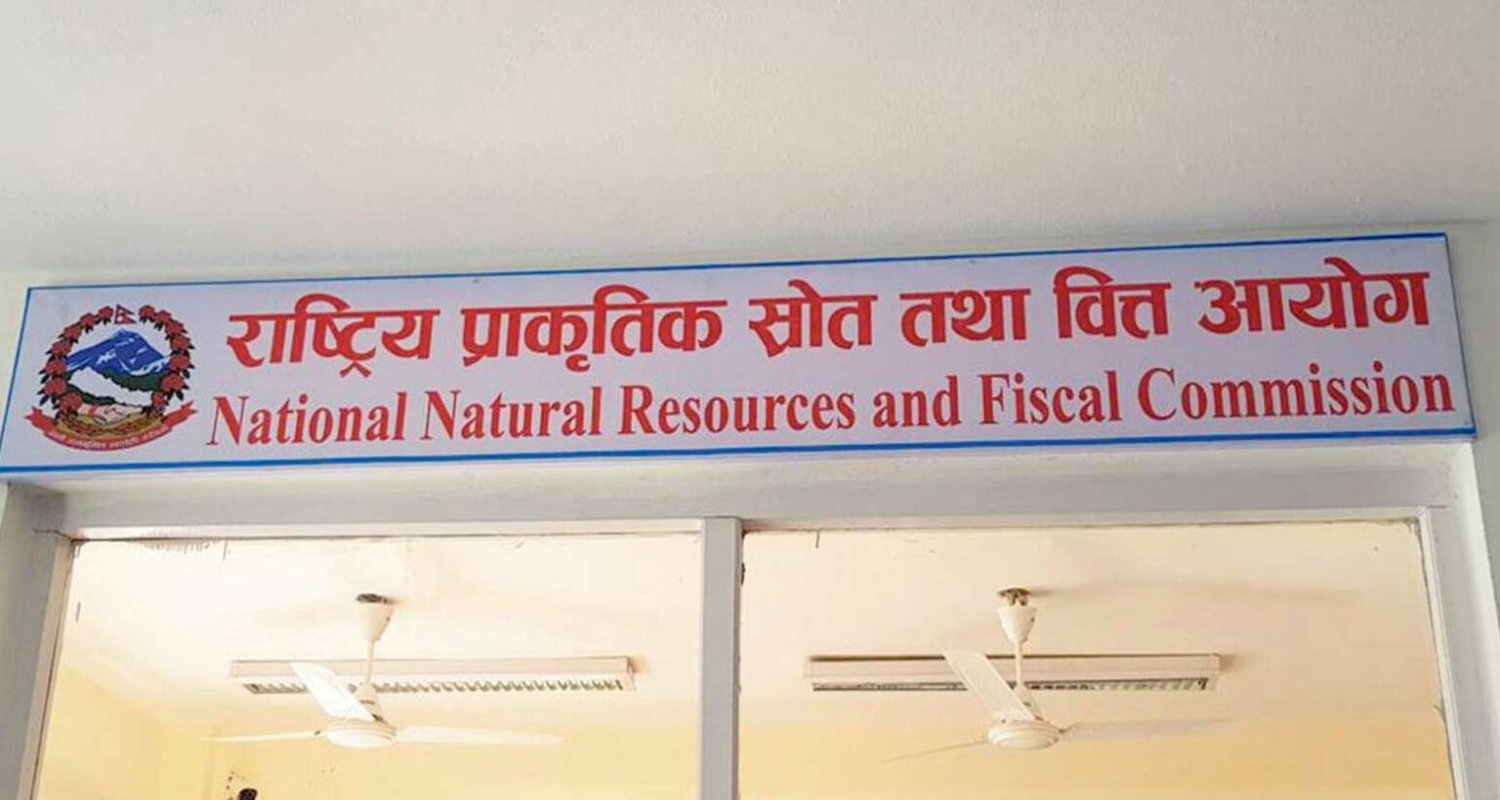 राष्ट्रिय प्राकृतिक स्रोत तथा वित्त आयोग
National Natural Resources and Fiscal Commission